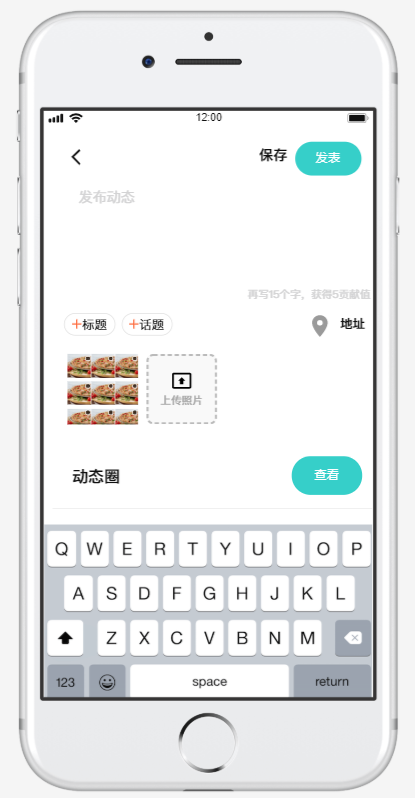 12:00
保存 发表
发布动态
再写15个字，获得5贡献值
+标题 +话题 地址
上传照片
动态圈 查看
Q W E R T Y U I O P
A S D F G H J K L
Z X C V B N M
123 space return